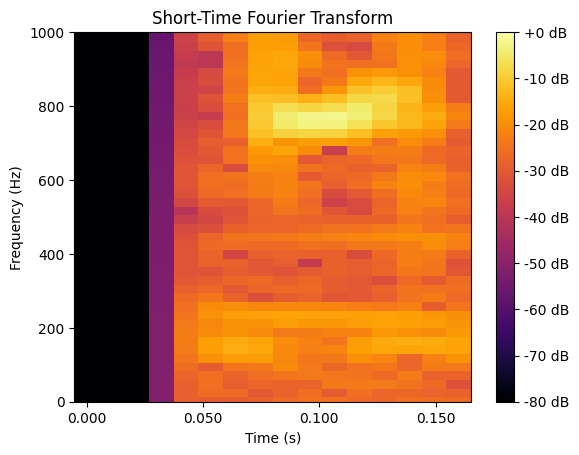 Short-Time Fourier Transform
1000
800
600
400
200
0
Frequency (Hz)
0.000
0.050
0.100
0.150
Time (s)
+0 dB
-10 dB
-20 dB
-30 dB
-40 dB
-50 dB
-60 dB
-70 dB
-80 dB